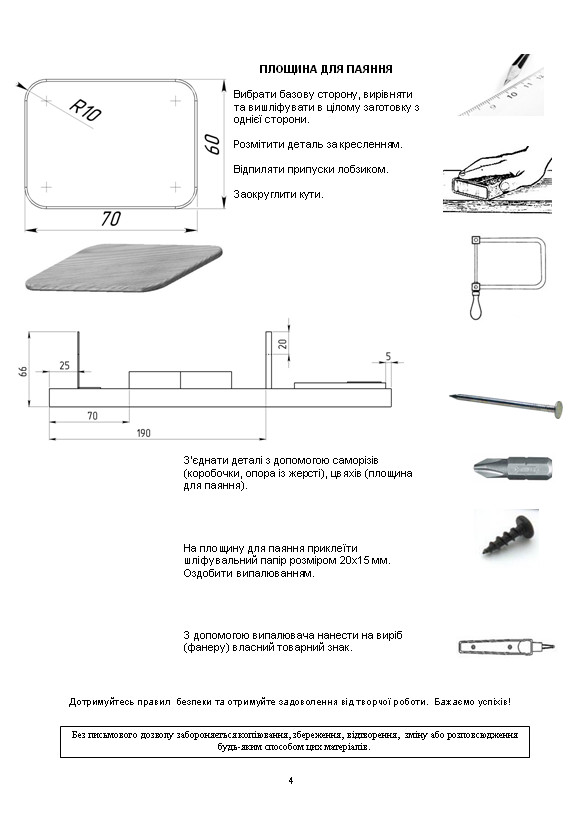 ПЛОЩИНА ДЛЯ ПАЯННЯ
Вибрати базову сторону, вирівняти
та вишліфувати в цілому заготовку з
однієї сторони.
Розмітити деталь за кресленням.
Відпиляти припуски лобзиком.
Заокруглити кути.
R10
60
70
9 10 11 12
66
25
20
5
70
190
З'єднати деталі з допомогою саморізів
(коробочки, опора із жерсті), цвяхів (площина
для паяння).
На площину для паяння приклеїти
шліфувальний папір розміром 20х15 мм.
Оздобити випалюванням.
З допомогою випалювача нанести на виріб
(фанеру) власний товарний знак.
Дотримуйтесь правил безпеки та отримуйте задоволення від творчої роботи. Бажаємо успіхів!
Без письмового дозволу забороняється копіювання, збереження, відтворення, зміну або розповсюдження
будь-яким способом цих матеріалів.
4